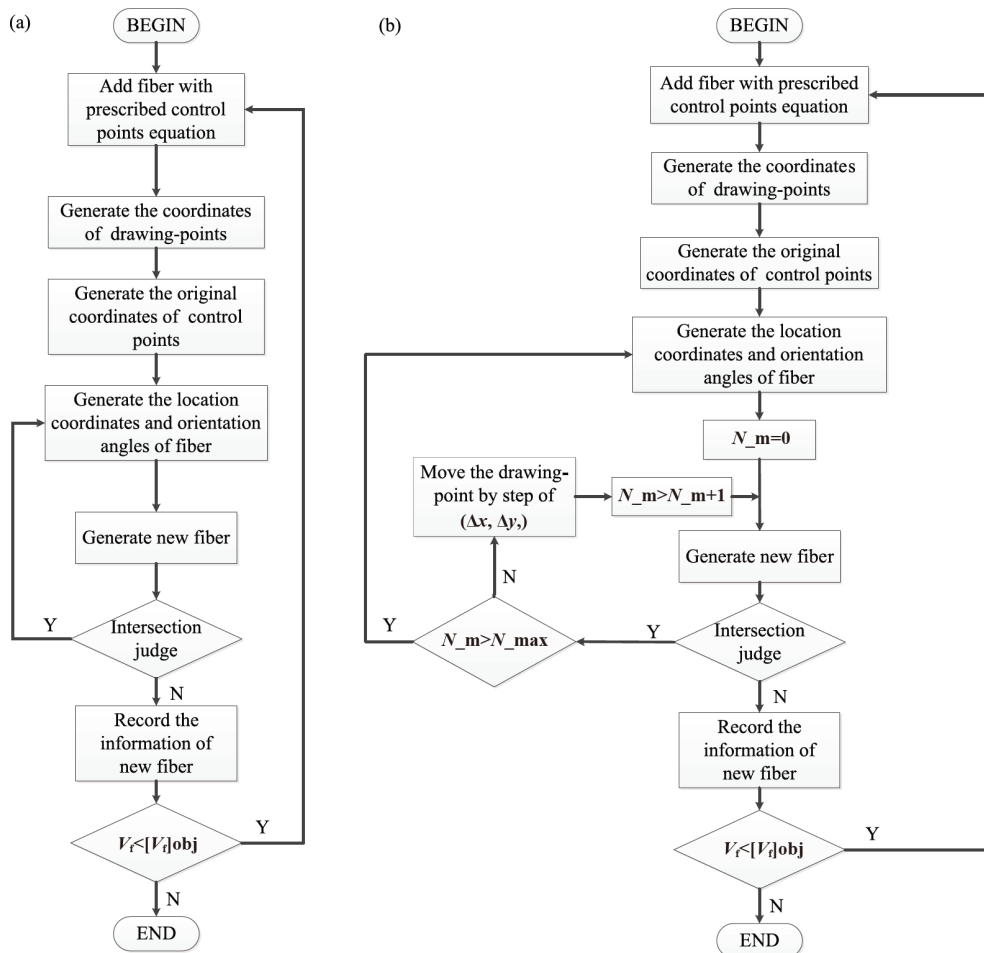 (a)
BEGIN
Add fiber with
prescribed control
points equation
Generate the coordinates
of drawing-points
Generate the original
coordinates of control
points
Generate the location
coordinates and orientation
angles of fiber
Generate new fiber
Y
Intersection
judge
N
Record the
information of
new fiber
Vf<[Vf]obj
Y
N
END
(b)
BEGIN
Add fiber with prescribed
control points equation
Generate the coordinates
of drawing-points
Generate the original
coordinates of control points
Generate the location
coordinates and orientation
angles of fiber
N_m=0
Move the drawing-
point by step of
(Δx, Δy,)
N_m>N_m+1
Generate new fiber
N
Y
N_m>N_max
Y
Intersection
judge
N
Record the
information of
new fiber
Vf<[Vf]obj
Y
N
END